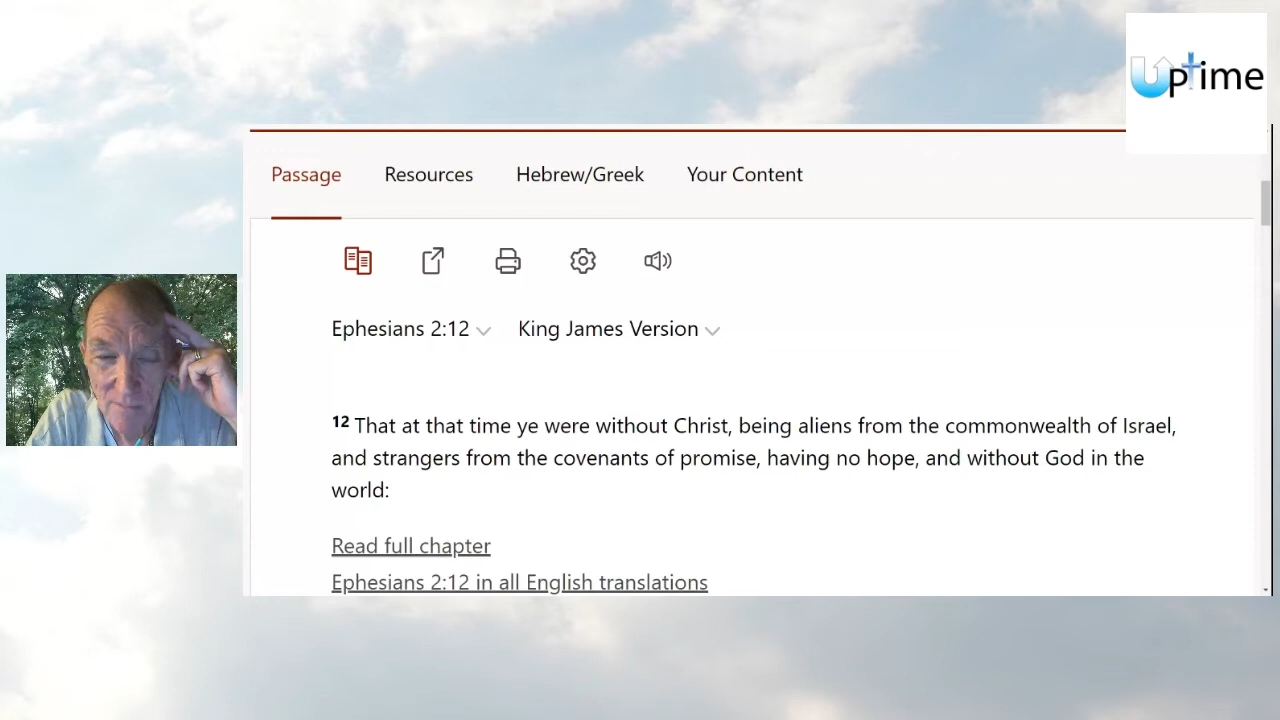 Uptime
Passage Resources Hebrew/Greek Your Content
Ephesians 2:12 King James Version
12 That at that time ye were without Christ, being aliens from the commonwealth of Israel,
and strangers from the covenants of promise, having no hope, and without God in the
world:
Read full chapter
Ephesians 2:12 in all English translations